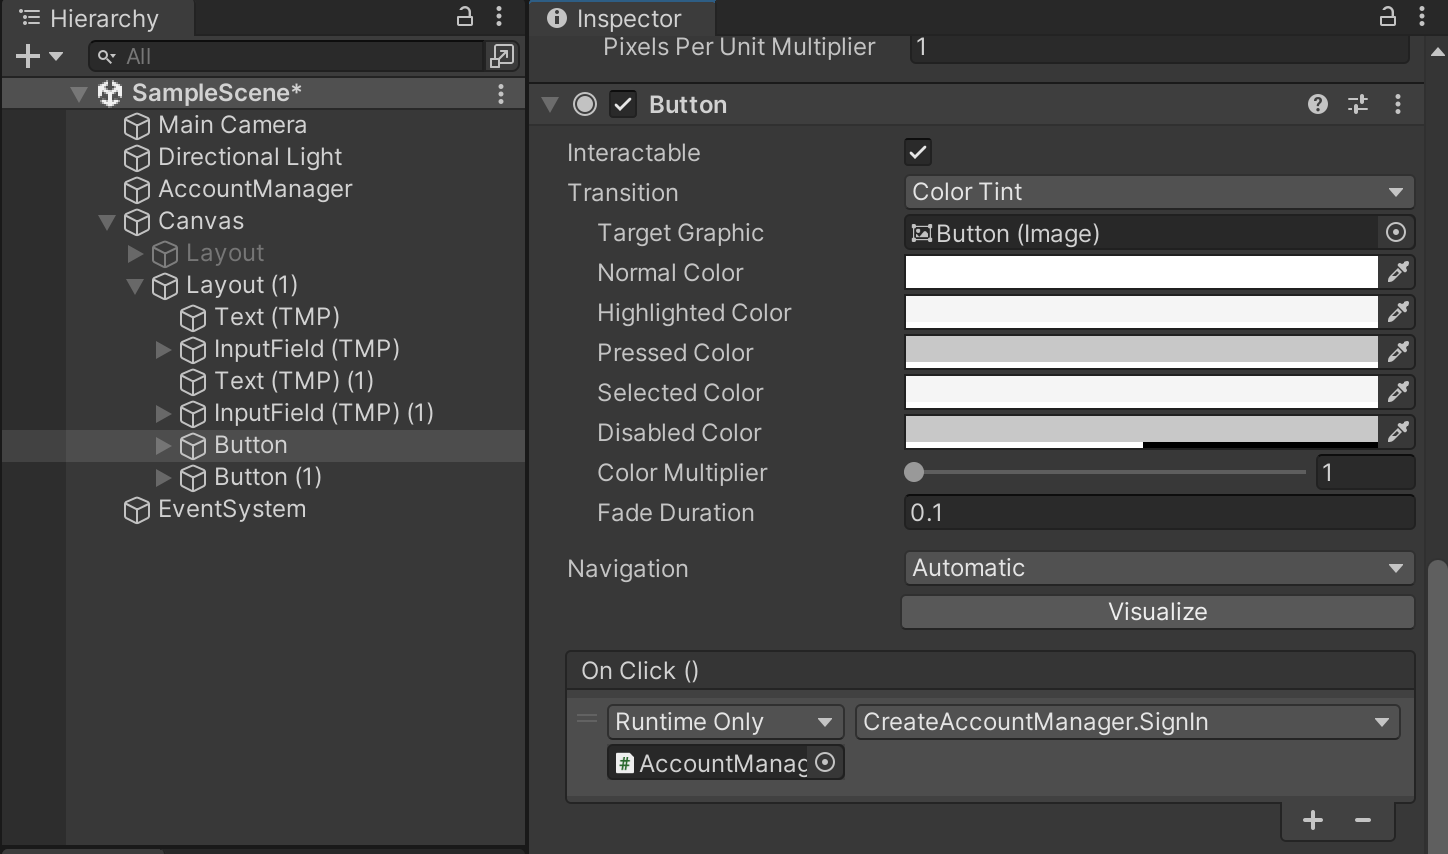 Hierarchy
All
SampleScene*
Main Camera
Directional Light
AccountManager
Canvas
Layout
Layout (1)
Text (TMP)
InputField (TMP)
Text (TMP) (1)
InputField (TMP) (1)
Button
Button (1)
EventSystem
Inspector
Pixels Per Unit Multiplier 1
Button
Interactable
Transition Color Tint
Target Graphic Button (Image)
Normal Color
Highlighted Color
Pressed Color
Selected Color
Disabled Color
Color Multiplier 1
Fade Duration 0.1
Navigation Automatic
Visualize
On Click ()
Runtime Only CreateAccountManager.SignIn
# AccountManag